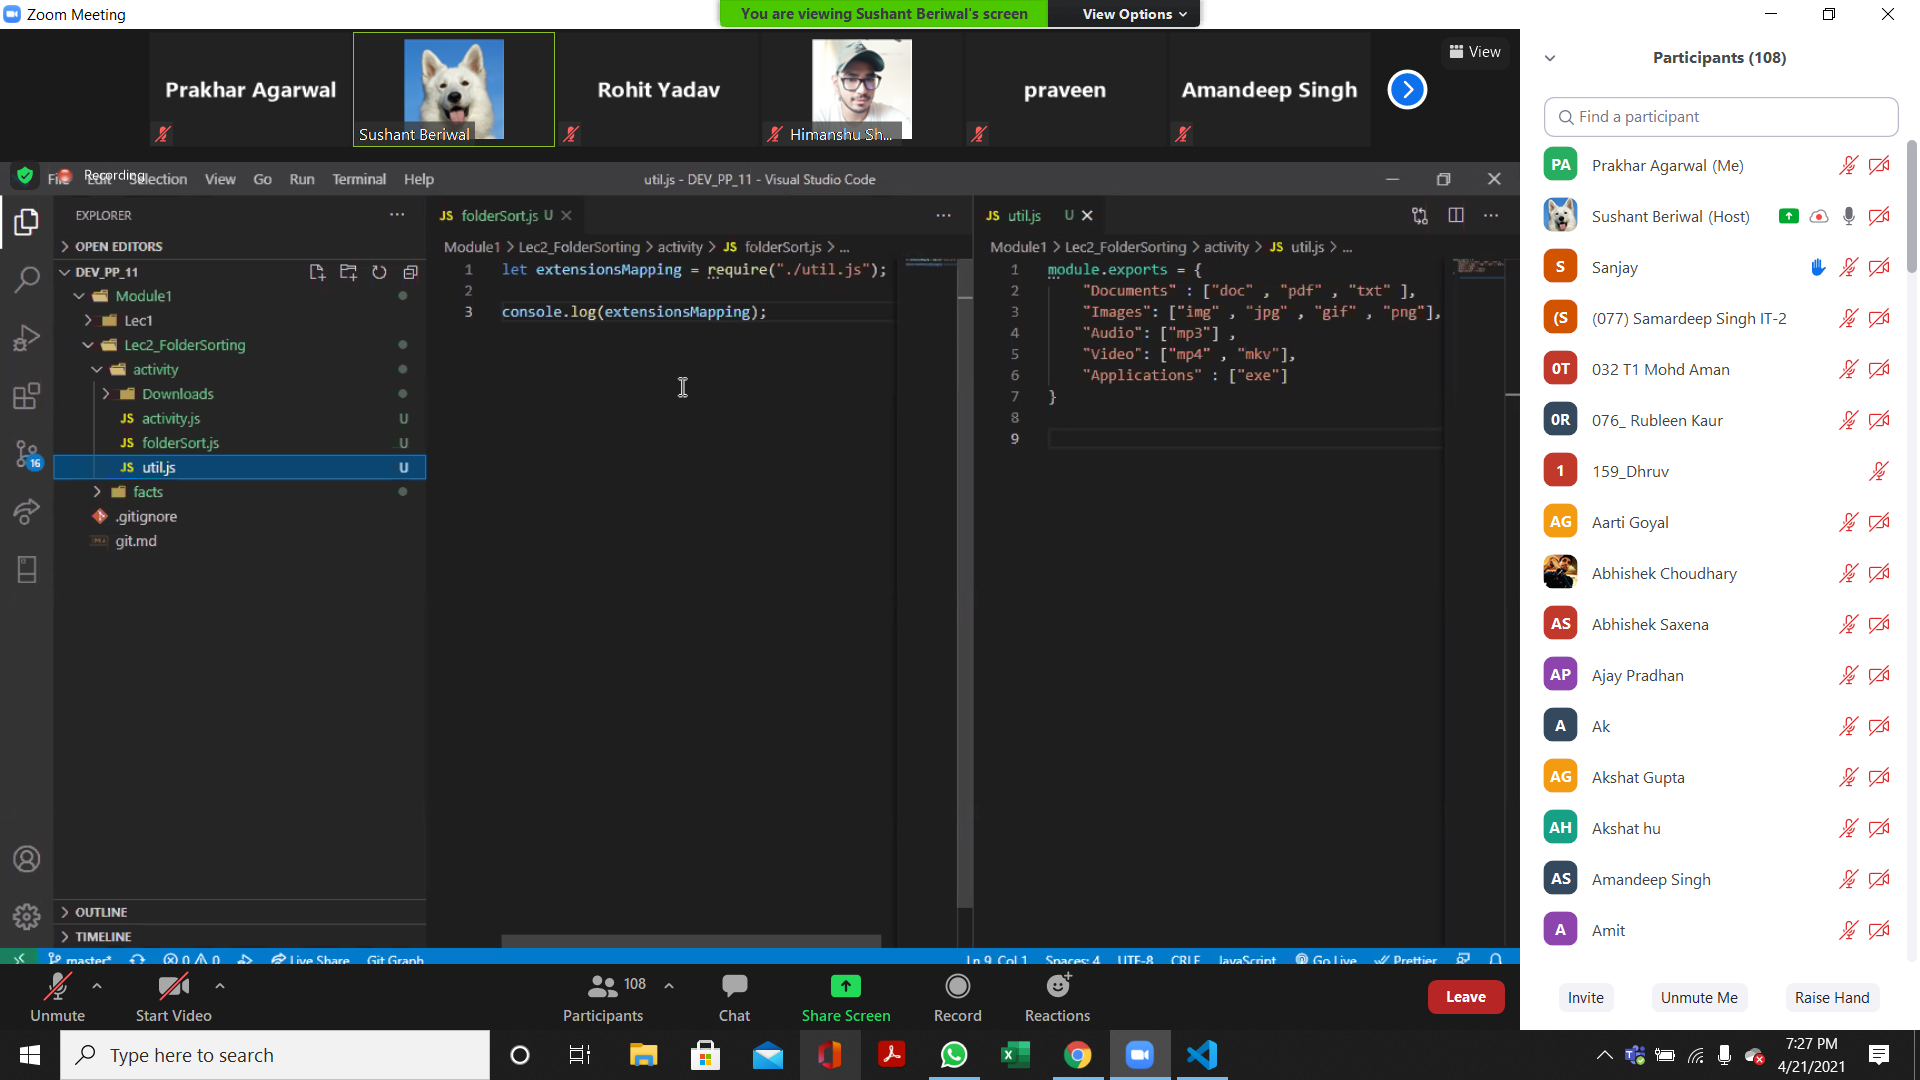 Zoom Meeting
You are viewing Sushant Beriwal's screen
View Options
Prakhar Agarwal
Sushant Beriwal
Rohit Yadav
Himanshu Sh...
praveen
Amandeep Singh
View
Recording
Selection View Go Run Terminal Help
util.js - DEV_PP_11 - Visual Studio Code
EXPLORER
OPEN EDITORS
DEV_PP_11
Module1
Lec1
Lec2_FolderSorting
activity
Downloads
JS activity.js U
JS folderSort.js U
JS util.js U
facts
.gitignore
git.md
OUTLINE
TIMELINE
16
JS folderSort.js U
Module1 > Lec2_FolderSorting > activity > JS folderSort.js > ...
1 let extensionsMapping = require("./util.js");
2
3 console.log(extensionsMapping);
JS util.js U
Module1 > Lec2_FolderSorting > activity > JS util.js > ...
1 module.exports = {
2 "Documents" : ["doc" , "pdf" , "txt" ],
3 "Images": ["img" , "jpg" , "gif" , "png"],
4 "Audio": ["mp3"] ,
5 "Video": ["mp4" , "mkv"],
6 "Applications" : ["exe"]
7 }
8
9
master* 0 0 Live Share Git Graph
Ln 9, Col 1 Spaces: 4 UTF-8 CRLF JavaScript Go Live Prettier
Unmute
Start Video
108
Participants
Chat
Share Screen
Record
Reactions
Leave
Participants (108)
Find a participant
PA Prakhar Agarwal (Me)
Sushant Beriwal (Host)
S Sanjay
(S (077) Samardeep Singh IT-2
0T 032 T1 Mohd Aman
0R 076_ Rubleen Kaur
1 159_Dhruv
AG Aarti Goyal
Abhishek Choudhary
AS Abhishek Saxena
AP Ajay Pradhan
A Ak
AG Akshat Gupta
AH Akshat hu
AS Amandeep Singh
A Amit
Invite
Unmute Me
Raise Hand
Type here to search
7:27 PM
4/21/2021